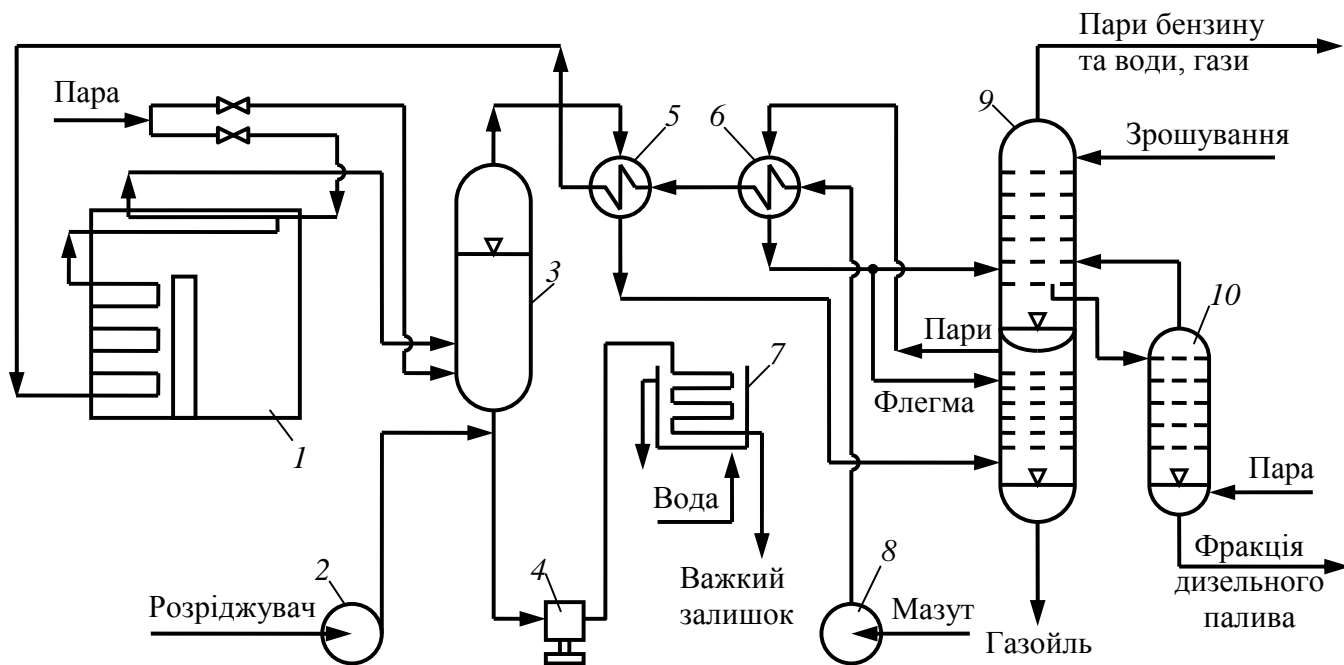 Пари бензину
та води, гази
Пара
5
6
9
Зрошування
3
10
Пари
7
Флегма
1
Вода
Пара
2
4
Важкий
залишок
8
Фракція
дизельного
палива
Розріджувач
Мазут
Газойль